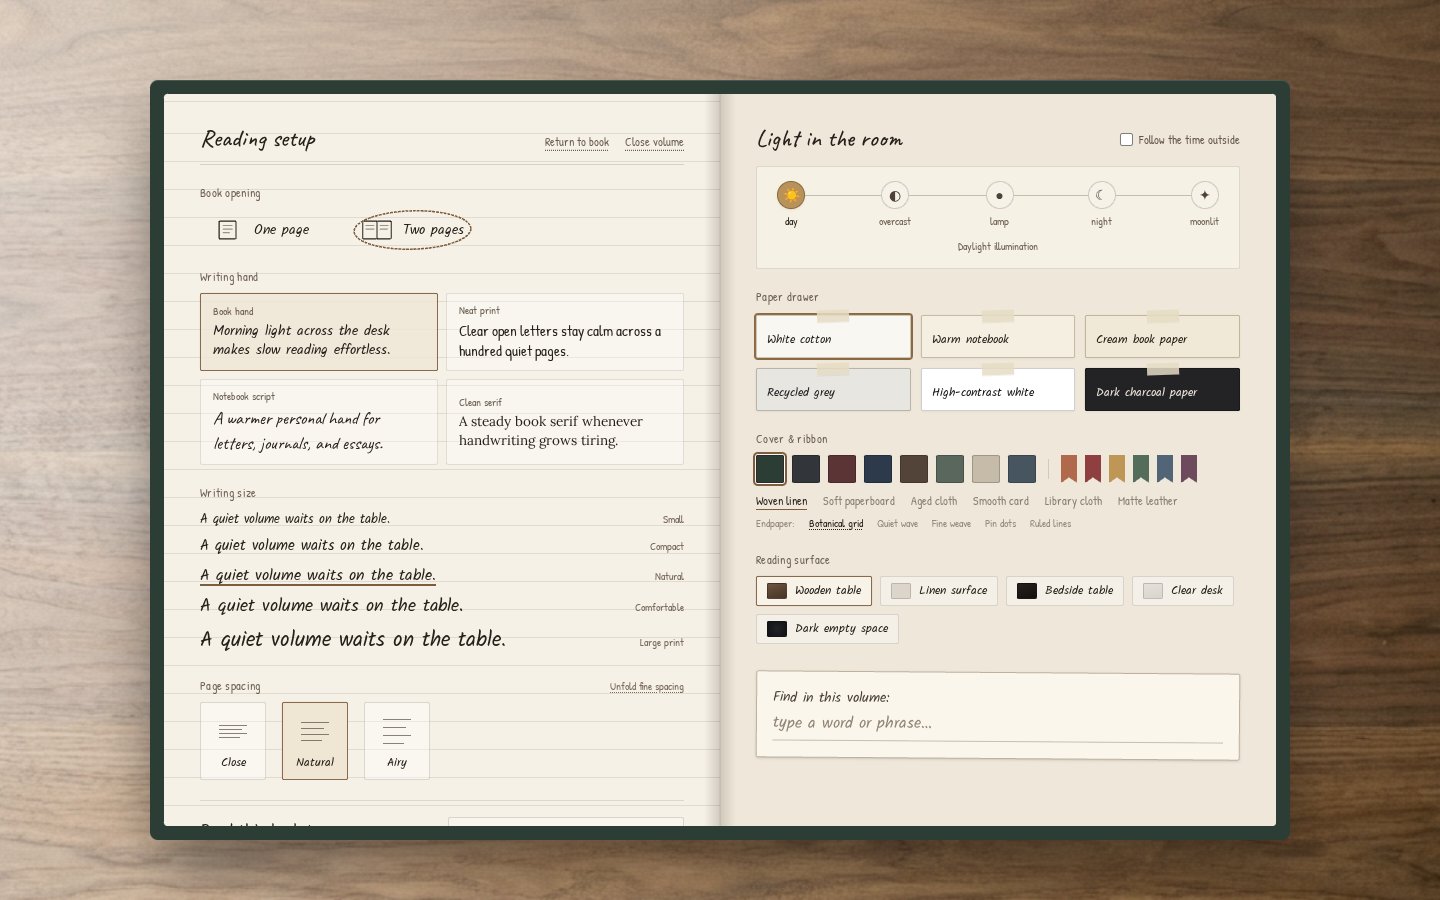 Reading setup
Return to book
Close volume
Book opening
One page
Two pages
Writing hand
Book hand
Morning light across the desk
makes slow reading effortless.
Neat print
Clear open letters stay calm across a
hundred quiet pages.
Notebook script
A warmer personal hand for
letters, journals, and essays.
Clean serif
A steady book serif whenever
handwriting grows tiring.
Writing size
A quiet volume waits on the table.
Small
A quiet volume waits on the table.
Compact
A quiet volume waits on the table.
Natural
A quiet volume waits on the table.
Comfortable
A quiet volume waits on the table.
Large print
Page spacing
Unfold fine spacing
Close
Natural
Airy
Light in the room
Follow the time outside
day
overcast
lamp
night
moonlit
Daylight illumination
Paper drawer
White cotton
Warm notebook
Cream book paper
Recycled grey
High-contrast white
Dark charcoal paper
Cover & ribbon
Woven linen
Soft paperboard
Aged cloth
Smooth card
Library cloth
Matte leather
Endpaper:
Botanical grid
Quiet wave
Fine weave
Pin dots
Ruled lines
Reading surface
Wooden table
Linen surface
Bedside table
Clear desk
Dark empty space
Find in this volume:
type a word or phrase...